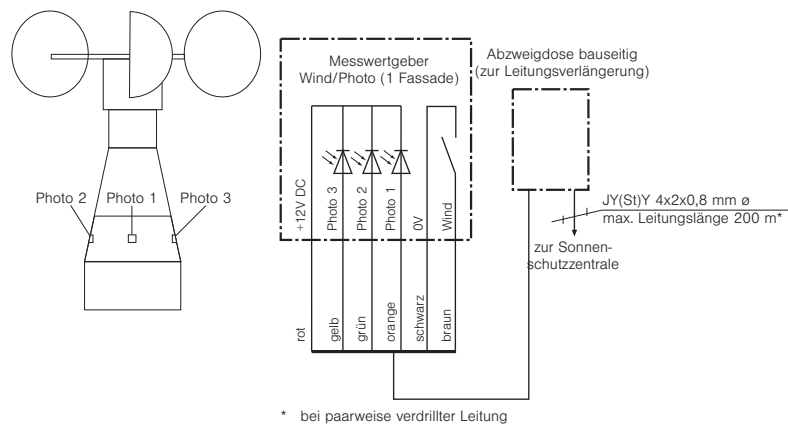 Messwertgeber
Wind/Photo (1 Fassade)
Abzweigdose bauseitig
(zur Leitungsverlängerung)
Photo 2
Photo 1
Photo 3
+12V DC
Photo 3
Photo 2
Photo 1
0V
Wind
JY(St)Y 4x2x0,8 mm ø
max. Leitungslänge 200 m*
zur Sonnen-
schutzzentrale
rot
gelb
grün
orange
schwarz
braun
* bei paarweise verdrillter Leitung